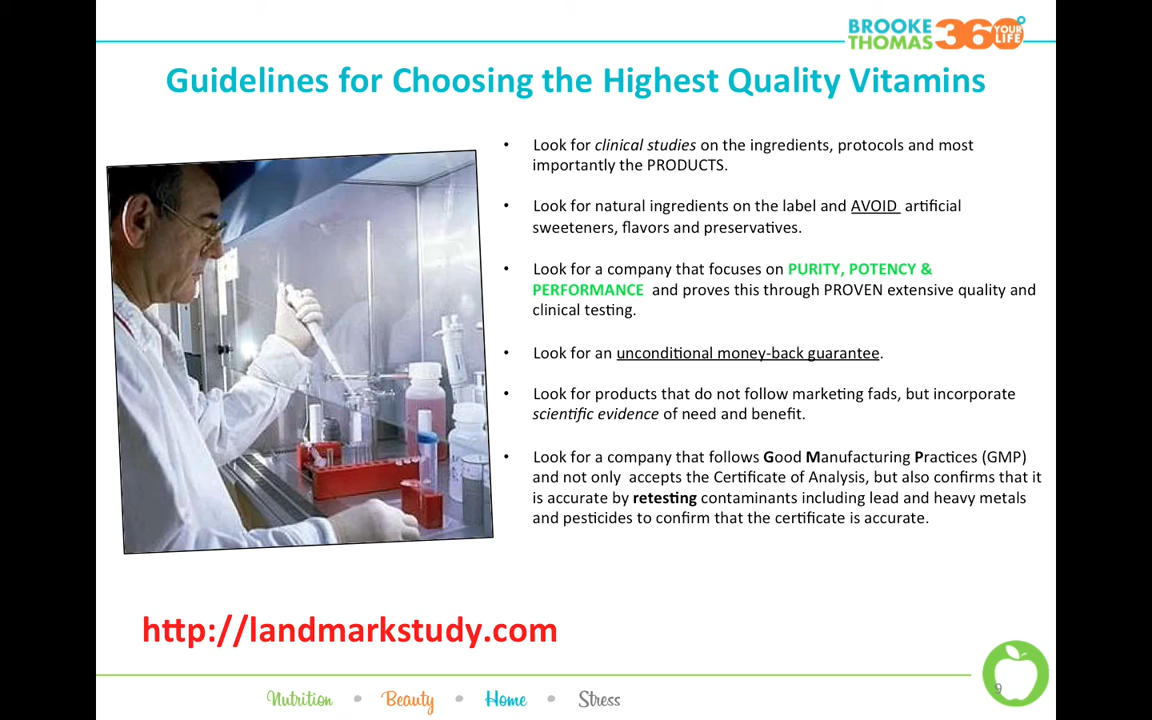 BROOKE
THOMAS
360°
YOUR
LIFE
Guidelines for Choosing the Highest Quality Vitamins
• Look for clinical studies on the ingredients, protocols and most
importantly the PRODUCTS.
• Look for natural ingredients on the label and AVOID artificial
sweeteners, flavors and preservatives.
• Look for a company that focuses on PURITY, POTENCY &
PERFORMANCE and proves this through PROVEN extensive quality and
clinical testing.
• Look for an unconditional money-back guarantee.
• Look for products that do not follow marketing fads, but incorporate
scientific evidence of need and benefit.
• Look for a company that follows Good Manufacturing Practices (GMP)
and not only accepts the Certificate of Analysis, but also confirms that it
is accurate by retesting contaminants including lead and heavy metals
and pesticides to confirm that the certificate is accurate.
http://landmarkstudy.com
Nutrition • Beauty • Home • Stress
9